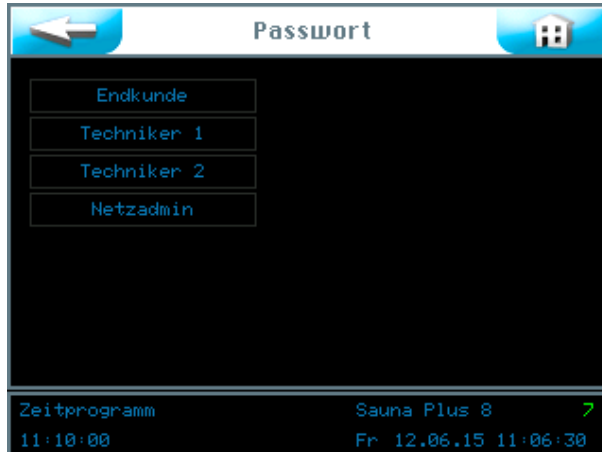 Passwort
Endkunde
Techniker 1
Techniker 2
Netzadmin
Zeitprogramm Sauna Plus 8 7
11:10:00 Fr 12.06.15 11:06:30